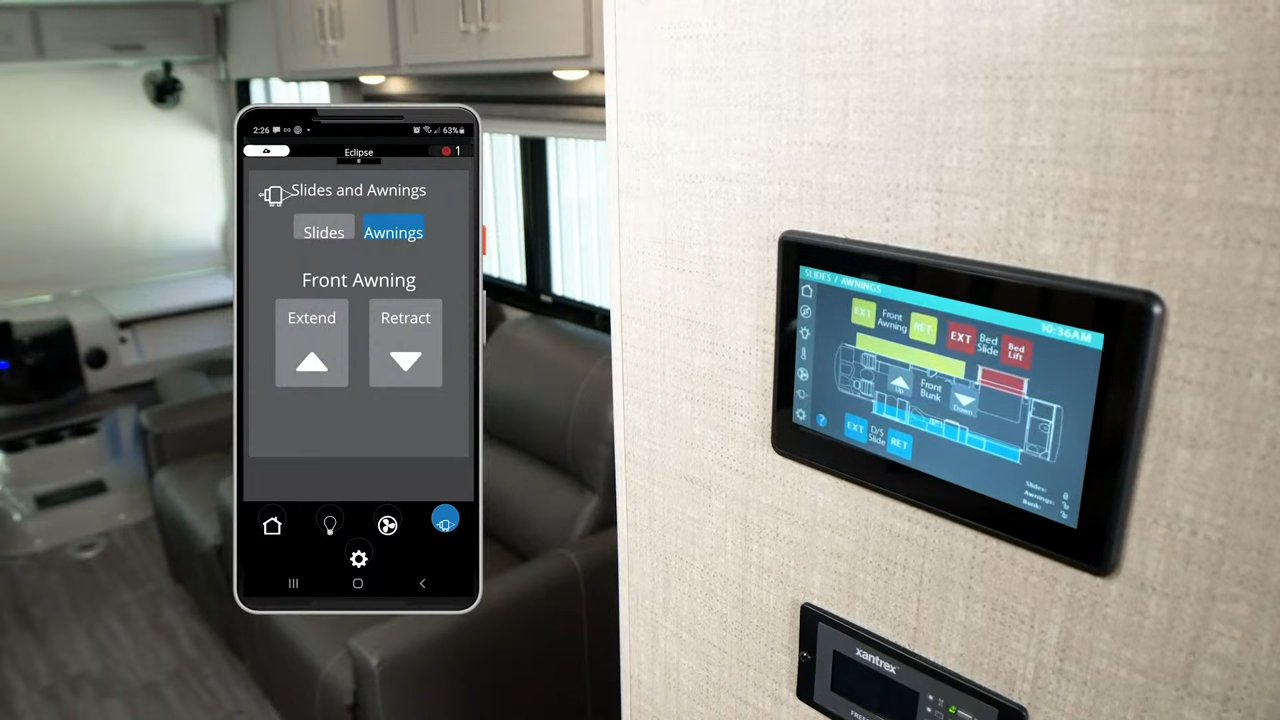 2:26
63%
Eclipse
1
Slides and Awnings
Slides
Awnings
Front Awning
Extend
Retract
SLIDES / AWNINGS
10:36AM
EXT
Front
Awning
RET
EXT
Bed
Slide
Bed
Lift
Up
Front
Bunk
Down
EXT
D/S
Slide
RET
?
Slides:
Awnings:
Bunk:
xantrex